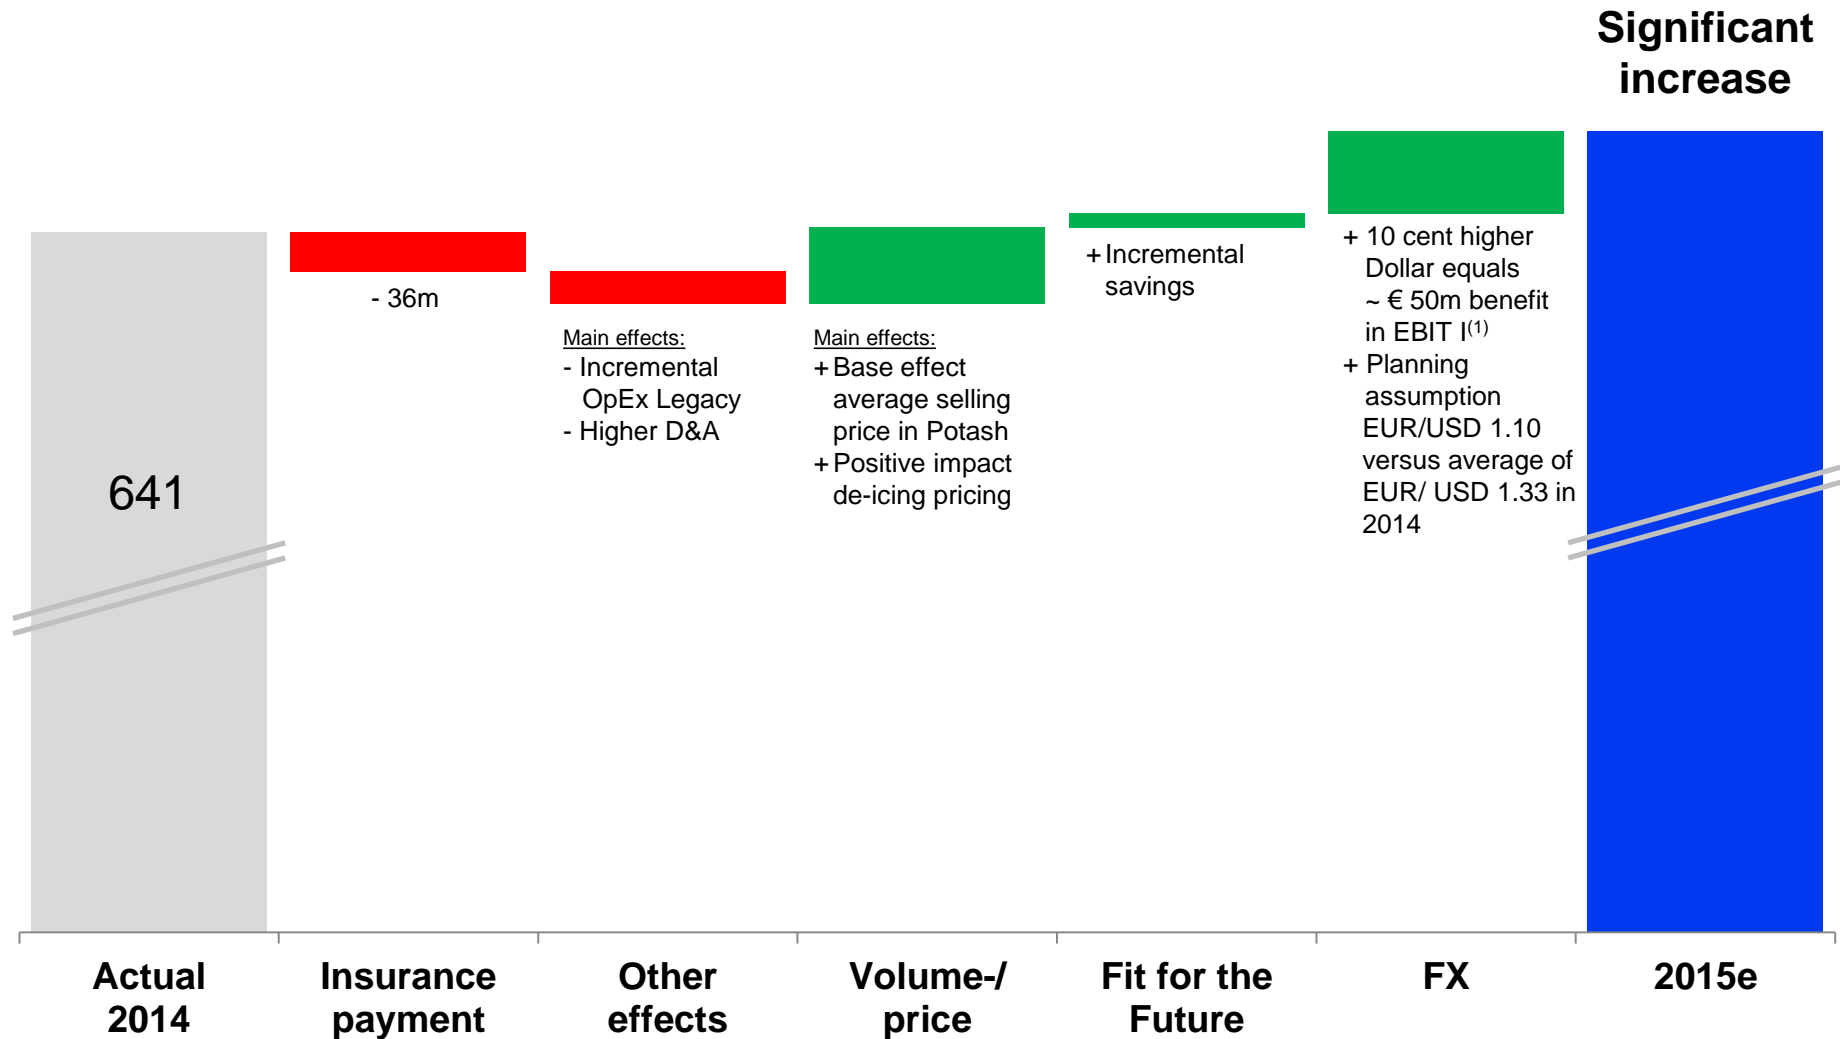 Significant
increase
641
- 36m
Main effects:
- Incremental
OpEx Legacy
- Higher D&A
Main effects:
+ Base effect
average selling
price in Potash
+ Positive impact
de-icing pricing
+ Incremental
savings
+ 10 cent higher
Dollar equals
~ € 50m benefit
in EBIT I(1)
+ Planning
assumption
EUR/USD 1.10
versus average of
EUR/ USD 1.33 in
2014
Actual
2014
Insurance
payment
Other
effects
Volume-/
price
Fit for the
Future
FX
2015e